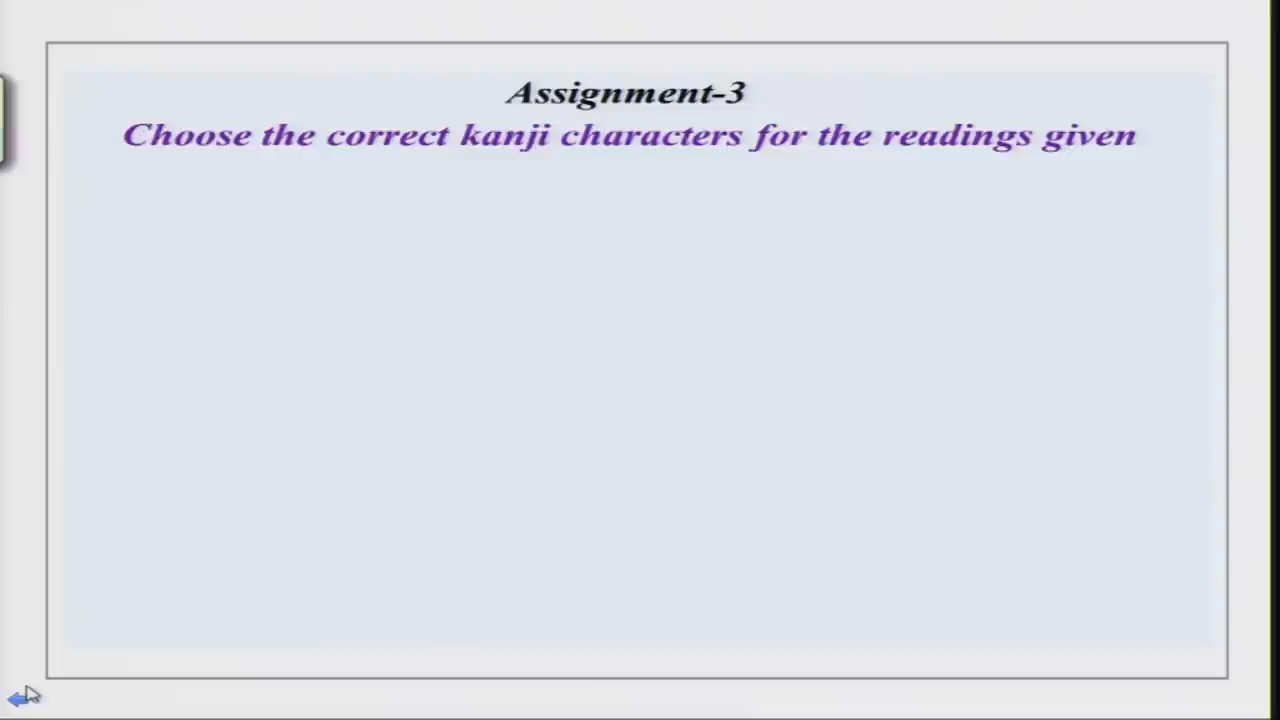 Assignment-3
Choose the correct kanji characters for the readings given